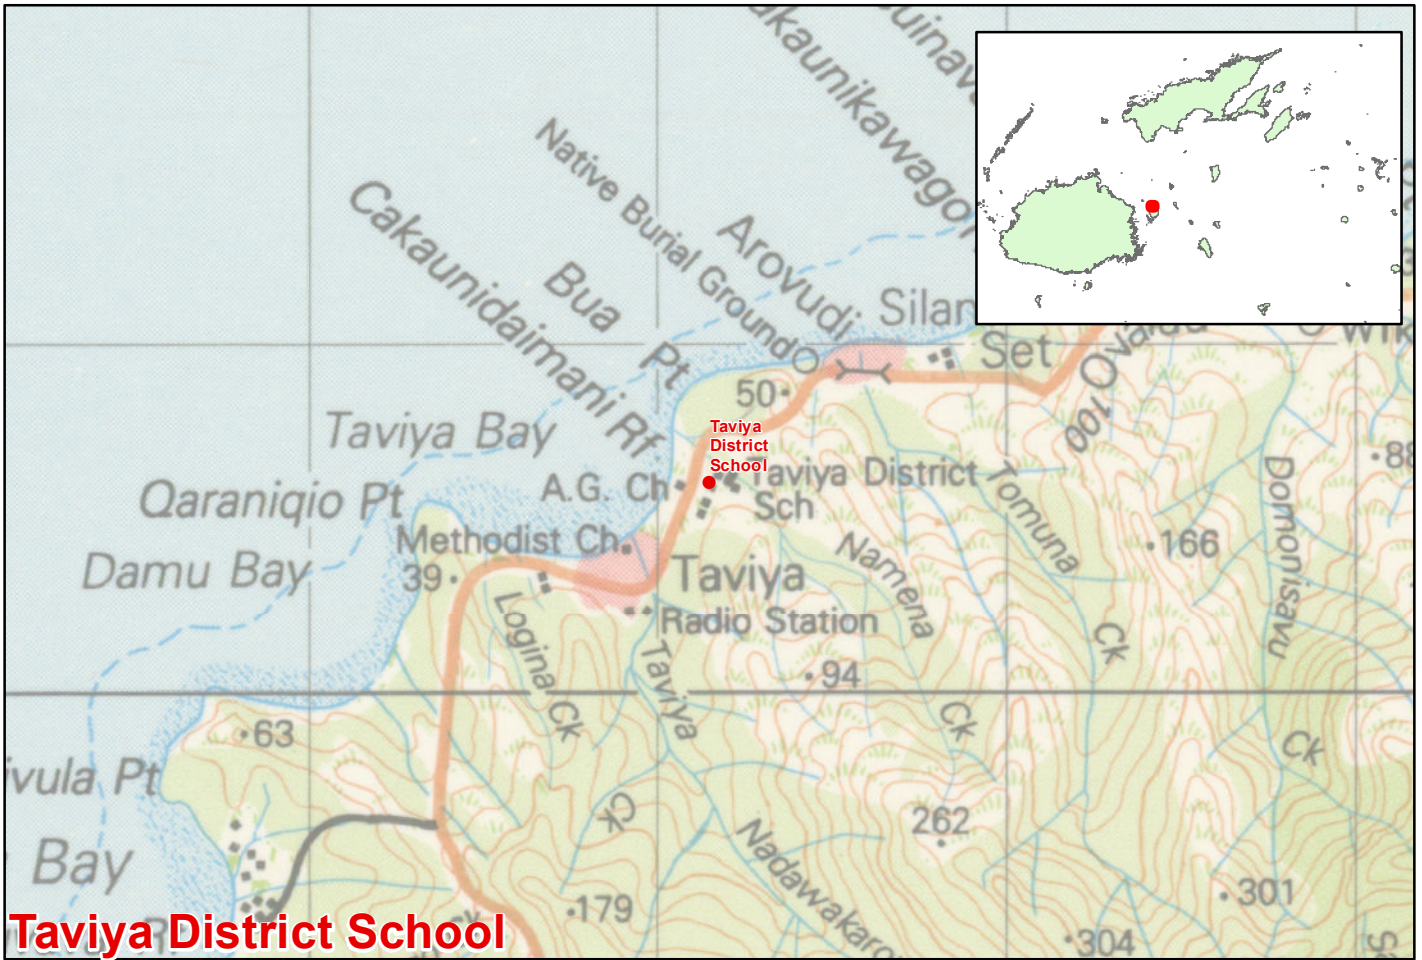 Native Burial Ground
Arovudi
Cakaunidaimani Rf.
Bua
Pt
Silan
Set
50
100
Taviya
District
School
Taviya Bay
Taviya District
Sch
A.G. Ch
Qaraniqio Pt
Methodist Ch.
Damu Bay
39
Taviya
Radio Station
Tomuna
Ck
Namena
Ck
Domonisavu
Ck
166
88
Logina
Ck
Taviya
Ck
94
63
Bay
262
Nadawakaro
179
301
304
Taviya District School